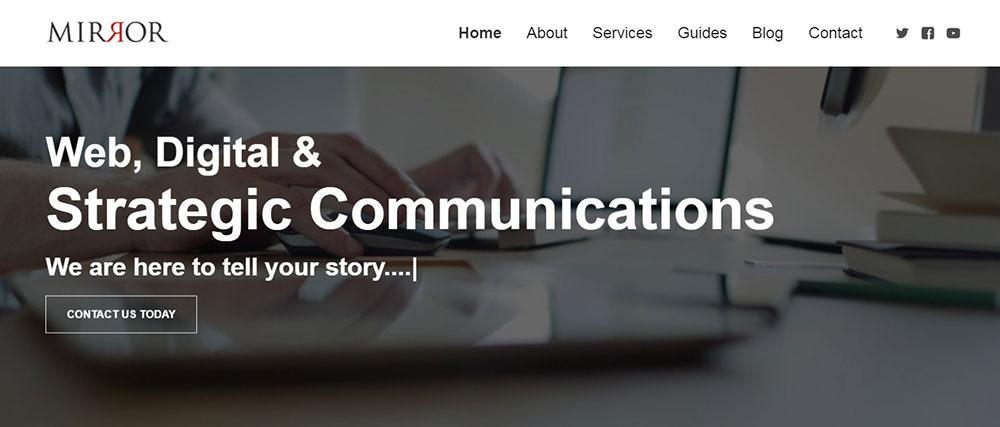 MIRROR
Home About Services Guides Blog Contact
Web, Digital &
Strategic Communications
We are here to tell your story....|
CONTACT US TODAY